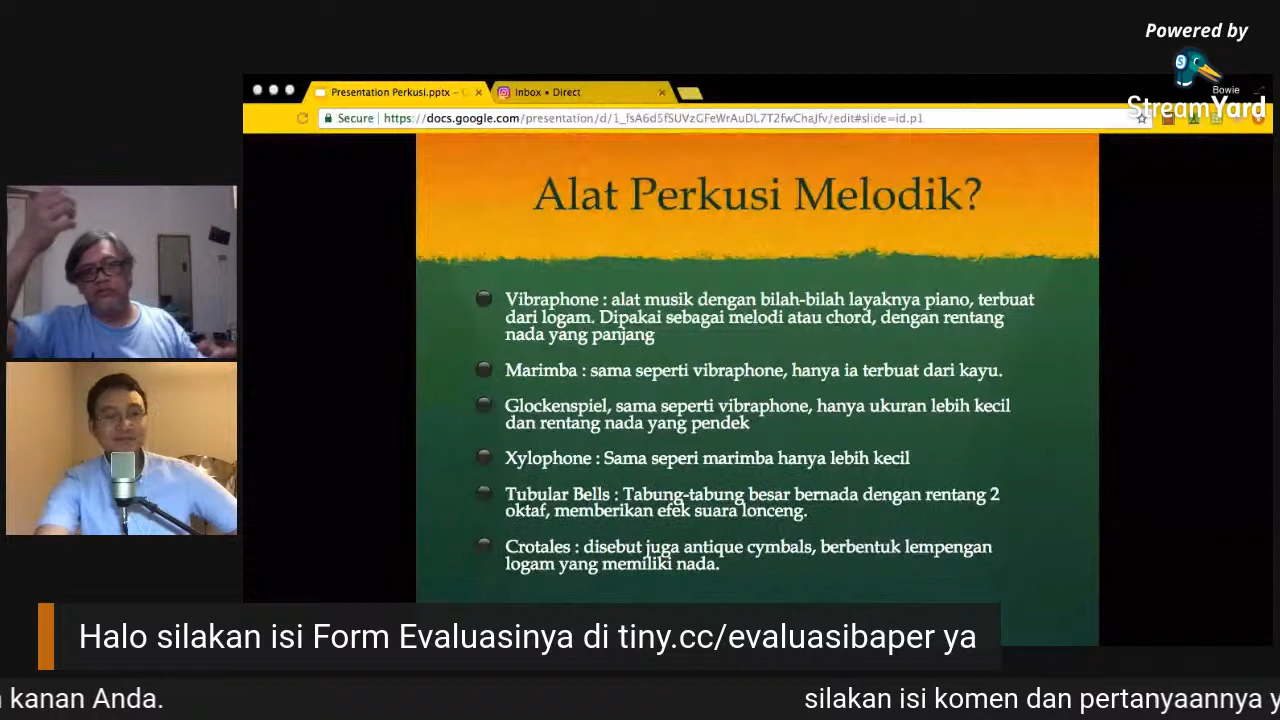 Powered by
Bowie
StreamYard
Presentation Perkusi.pptx –
Inbox • Direct
Secure | https://docs.google.com/presentation/d/1_fsA6d5fSUVzGFeWrAuDL7T2fwChaJfv/edit#slide=id.p1
Alat Perkusi Melodik?
Vibraphone : alat musik dengan bilah-bilah layaknya piano, terbuat
dari logam. Dipakai sebagai melodi atau chord, dengan rentang
nada yang panjang
Marimba : sama seperti vibraphone, hanya ia terbuat dari kayu.
Glockenspiel, sama seperti vibraphone, hanya ukuran lebih kecil
dan rentang nada yang pendek
Xylophone : Sama seperi marimba hanya lebih kecil
Tubular Bells : Tabung-tabung besar bernada dengan rentang 2
oktaf, memberikan efek suara lonceng.
Crotales : disebut juga antique cymbals, berbentuk lempengan
logam yang memiliki nada.
Halo silakan isi Form Evaluasinya di tiny.cc/evaluasibaper ya
kanan Anda. silakan isi komen dan pertanyaannya y